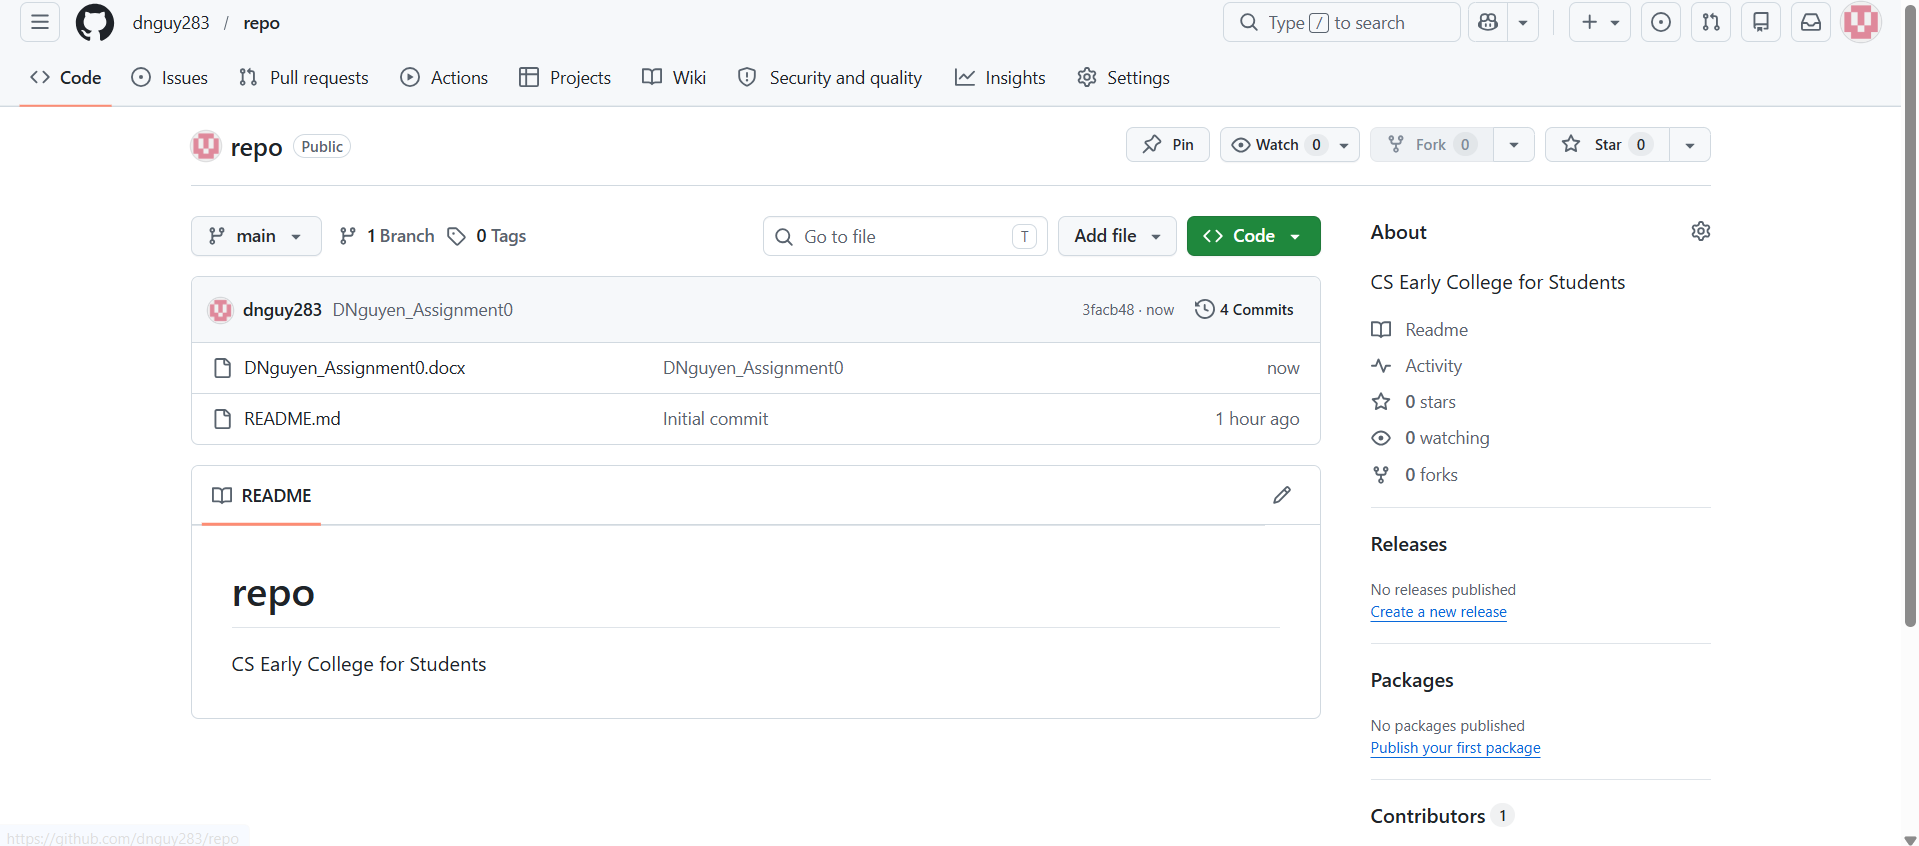 dnguy283 / repo
Type / to search
Code Issues Pull requests Actions Projects Wiki Security and quality Insights Settings
repo Public
Pin Watch 0 Fork 0 Star 0
main 1 Branch 0 Tags Go to file T Add file Code
dnguy283 DNguyen_Assignment0 3facb48 · now 4 Commits
DNguyen_Assignment0.docx DNguyen_Assignment0 now
README.md Initial commit 1 hour ago
README
repo
CS Early College for Students
About
CS Early College for Students
Readme
Activity
0 stars
0 watching
0 forks
Releases
No releases published
Create a new release
Packages
No packages published
Publish your first package
Contributors 1
https://github.com/dnguy283/repo